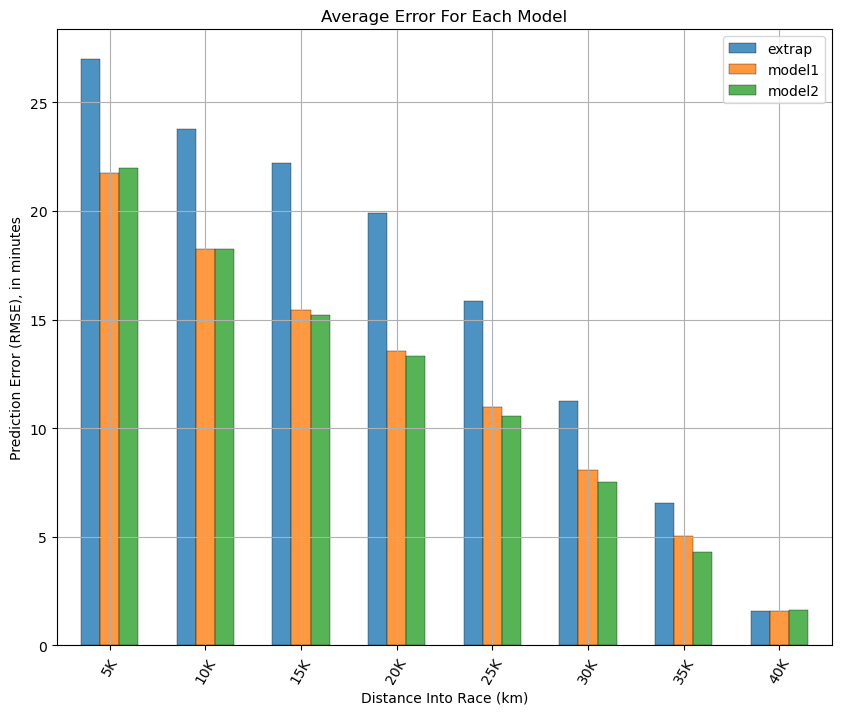 Average Error For Each Model
extrap
model1
model2
Prediction Error (RMSE), in minutes
25
20
15
10
5
0
5K
10K
15K
20K
25K
30K
35K
40K
Distance Into Race (km)